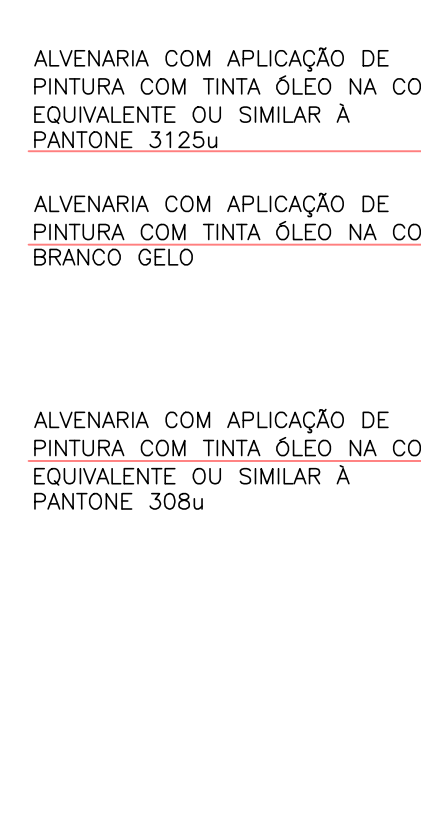 ALVENARIA COM APLICAÇÃO DE
PINTURA COM TINTA ÓLEO NA CO
EQUIVALENTE OU SIMILAR À
PANTONE 3125u
ALVENARIA COM APLICAÇÃO DE
PINTURA COM TINTA ÓLEO NA CO
BRANCO GELO
ALVENARIA COM APLICAÇÃO DE
PINTURA COM TINTA ÓLEO NA CO
EQUIVALENTE OU SIMILAR À
PANTONE 308u